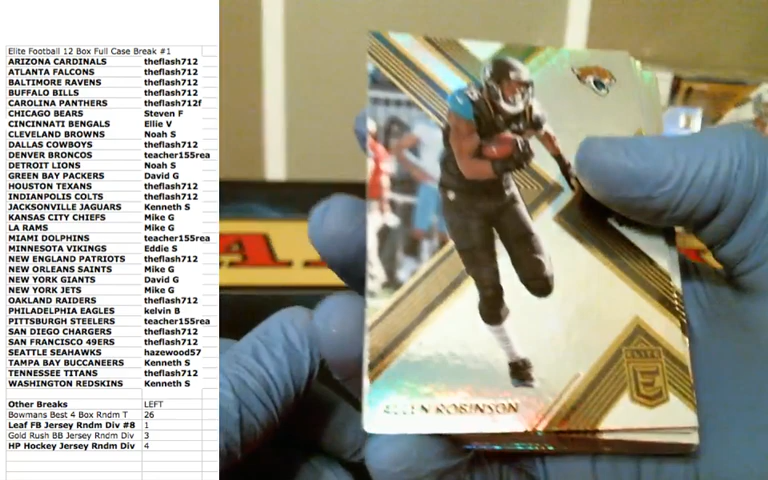 Elite Football 12 Box Full Case Break #1
ARIZONA CARDINALS theflash712
ATLANTA FALCONS theflash712
BALTIMORE RAVENS theflash712
BUFFALO BILLS theflash712
CAROLINA PANTHERS theflash712f
CHICAGO BEARS Steven F
CINCINNATI BENGALS Ellie V
CLEVELAND BROWNS Noah S
DALLAS COWBOYS theflash712
DENVER BRONCOS teacher155rea
DETROIT LIONS Noah S
GREEN BAY PACKERS David G
HOUSTON TEXANS theflash712
INDIANPOLIS COLTS theflash712
JACKSONVILLE JAGUARS Kenneth S
KANSAS CITY CHIEFS Mike G
LA RAMS Mike G
MIAMI DOLPHINS teacher155rea
MINNESOTA VIKINGS Eddie S
NEW ENGLAND PATRIOTS theflash712
NEW ORLEANS SAINTS Mike G
NEW YORK GIANTS David G
NEW YORK JETS Mike G
OAKLAND RAIDERS theflash712
PHILADELPHIA EAGLES kelvin B
PITTSBURGH STEELERS teacher155rea
SAN DIEGO CHARGERS theflash712
SAN FRANCISCO 49ERS theflash712
SEATTLE SEAHAWKS hazewood57
TAMPA BAY BUCCANEERS Kenneth S
TENNESSEE TITANS theflash712
WASHINGTON REDSKINS Kenneth S
Other Breaks LEFT
Bowmans Best 4 Box Rndm T 26
Leaf FB Jersey Rndm Div #8 1
Gold Rush BB Jersey Rndm Div 3
HP Hockey Jersey Rndm Div 4
ELITE
E
ALLEN ROBINSON